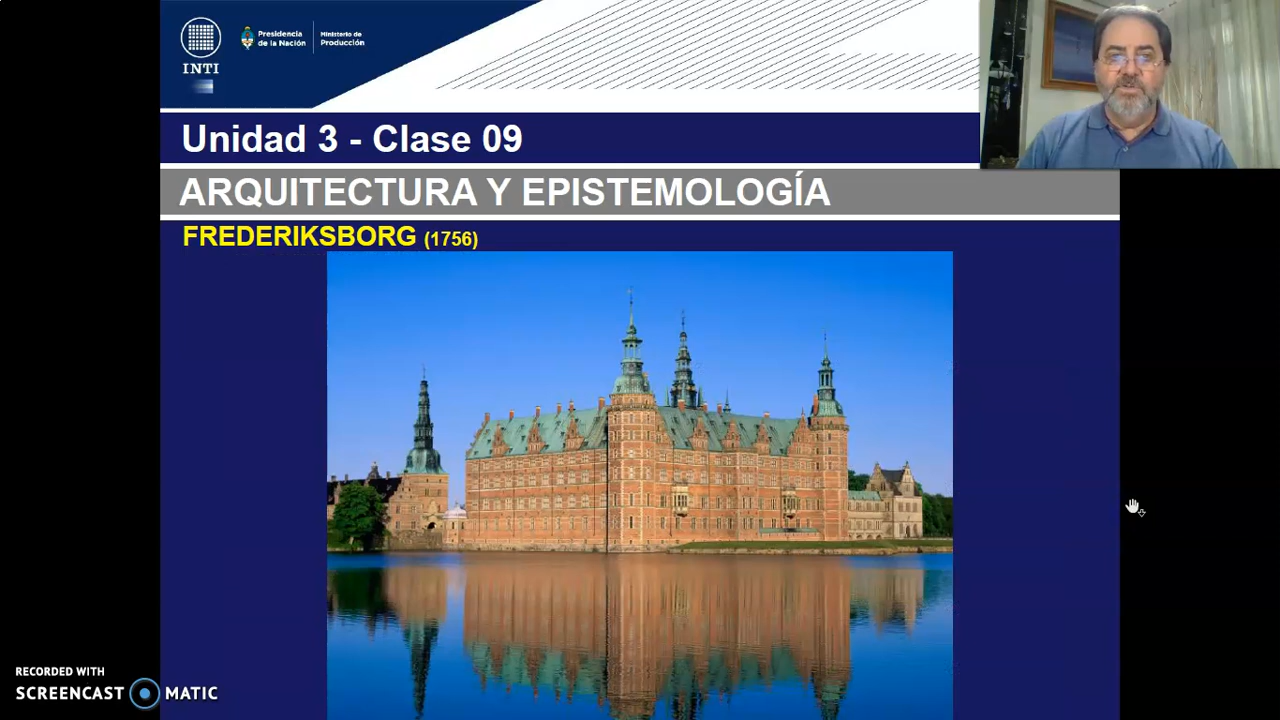 INTI
Presidencia
de la Nación
Ministerio de
Producción
Unidad 3 - Clase 09
ARQUITECTURA Y EPISTEMOLOGÍA
FREDERIKSBORG (1756)
RECORDED WITH
SCREENCAST MATIC